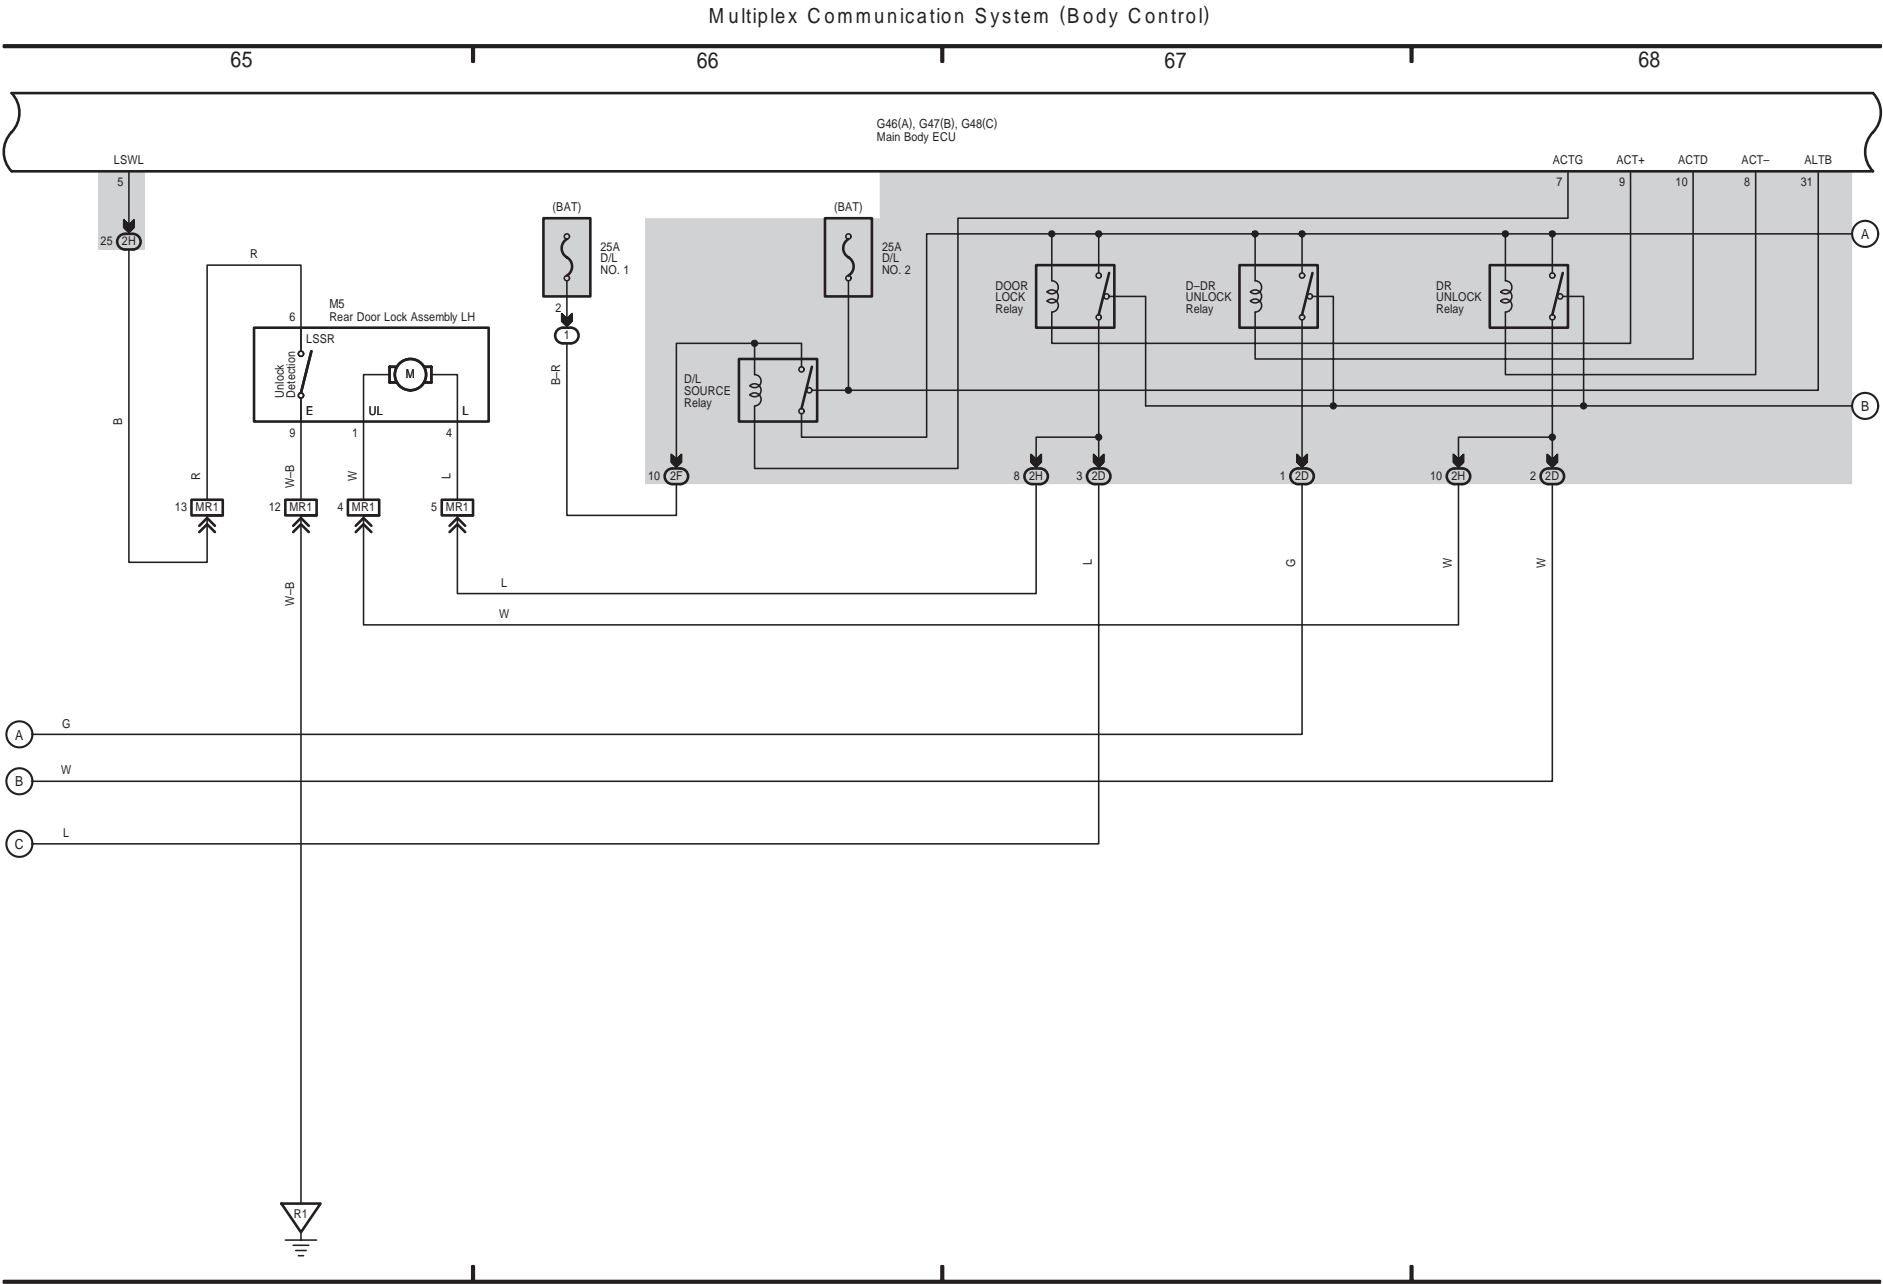 Multiplex Communication System (Body Control)
65
66
67
68
G46(A), G47(B), G48(C)
Main Body ECU
LSWL
ACTG
ACT+
ACTD
ACT–
ALTB
5
7
9
10
8
31
25
2H
(BAT)
25A
D/L
NO. 1
(BAT)
25A
D/L
NO. 2
A
R
M5
Rear Door Lock Assembly LH
6
LSSR
Unlock
Detection
M
E
UL
L
9
1
4
2
1
B–R
DOOR
LOCK
Relay
D–DR
UNLOCK
Relay
DR
UNLOCK
Relay
D/L
SOURCE
Relay
B
B
R
W–B
W
L
10
2F
8
2H
3
2D
1
2D
10
2H
2
2D
13
MR1
12
MR1
4
MR1
5
MR1
W–B
L
W
L
G
W
W
A
G
B
W
C
L
R1